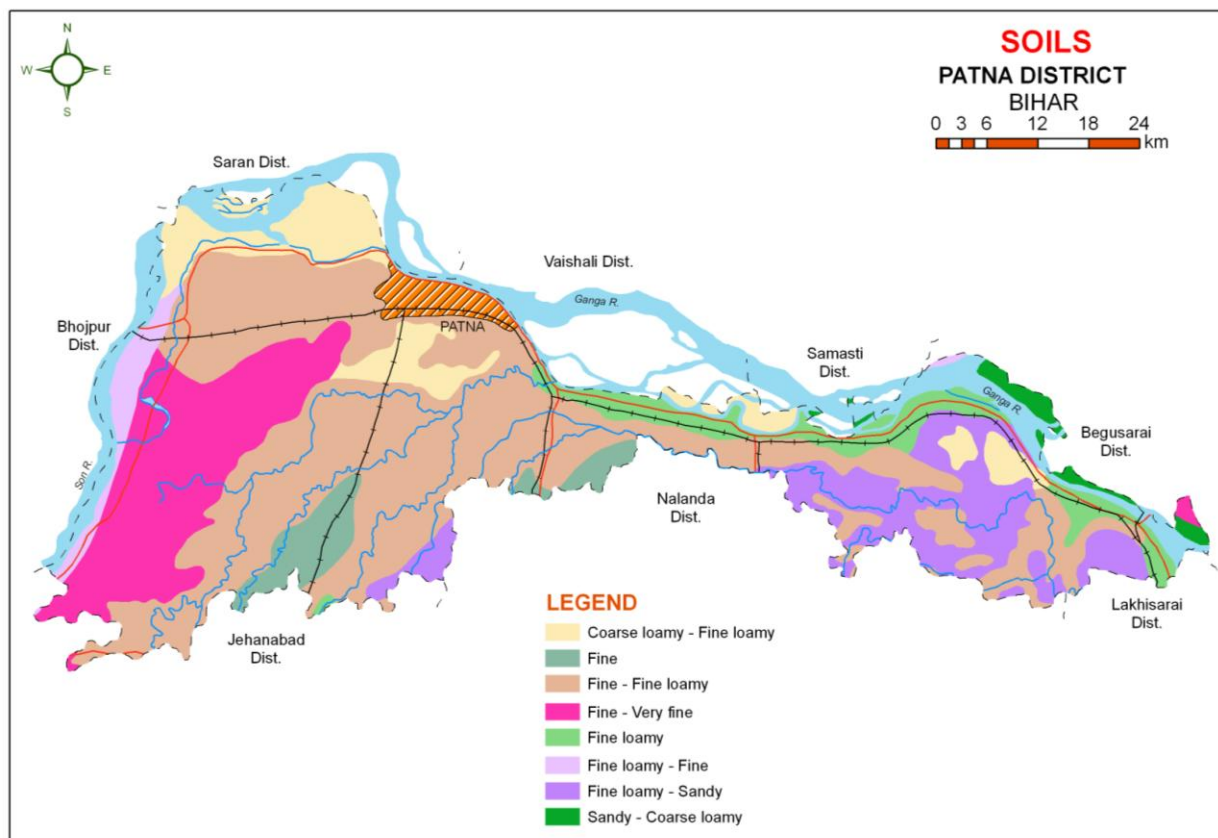 N
W E
S
SOILS
PATNA DISTRICT
BIHAR
0 3 6 12 18 24
km
Saran Dist.
Vaishali Dist.
Ganga R.
Bhojpur
Dist.
PATNA
Samasti
Dist.
Ganga R.
Begusarai
Dist.
Son R.
Nalanda
Dist.
Lakhisarai
Dist.
Jehanabad
Dist.
LEGEND
Coarse loamy - Fine loamy
Fine
Fine - Fine loamy
Fine - Very fine
Fine loamy
Fine loamy - Fine
Fine loamy - Sandy
Sandy - Coarse loamy